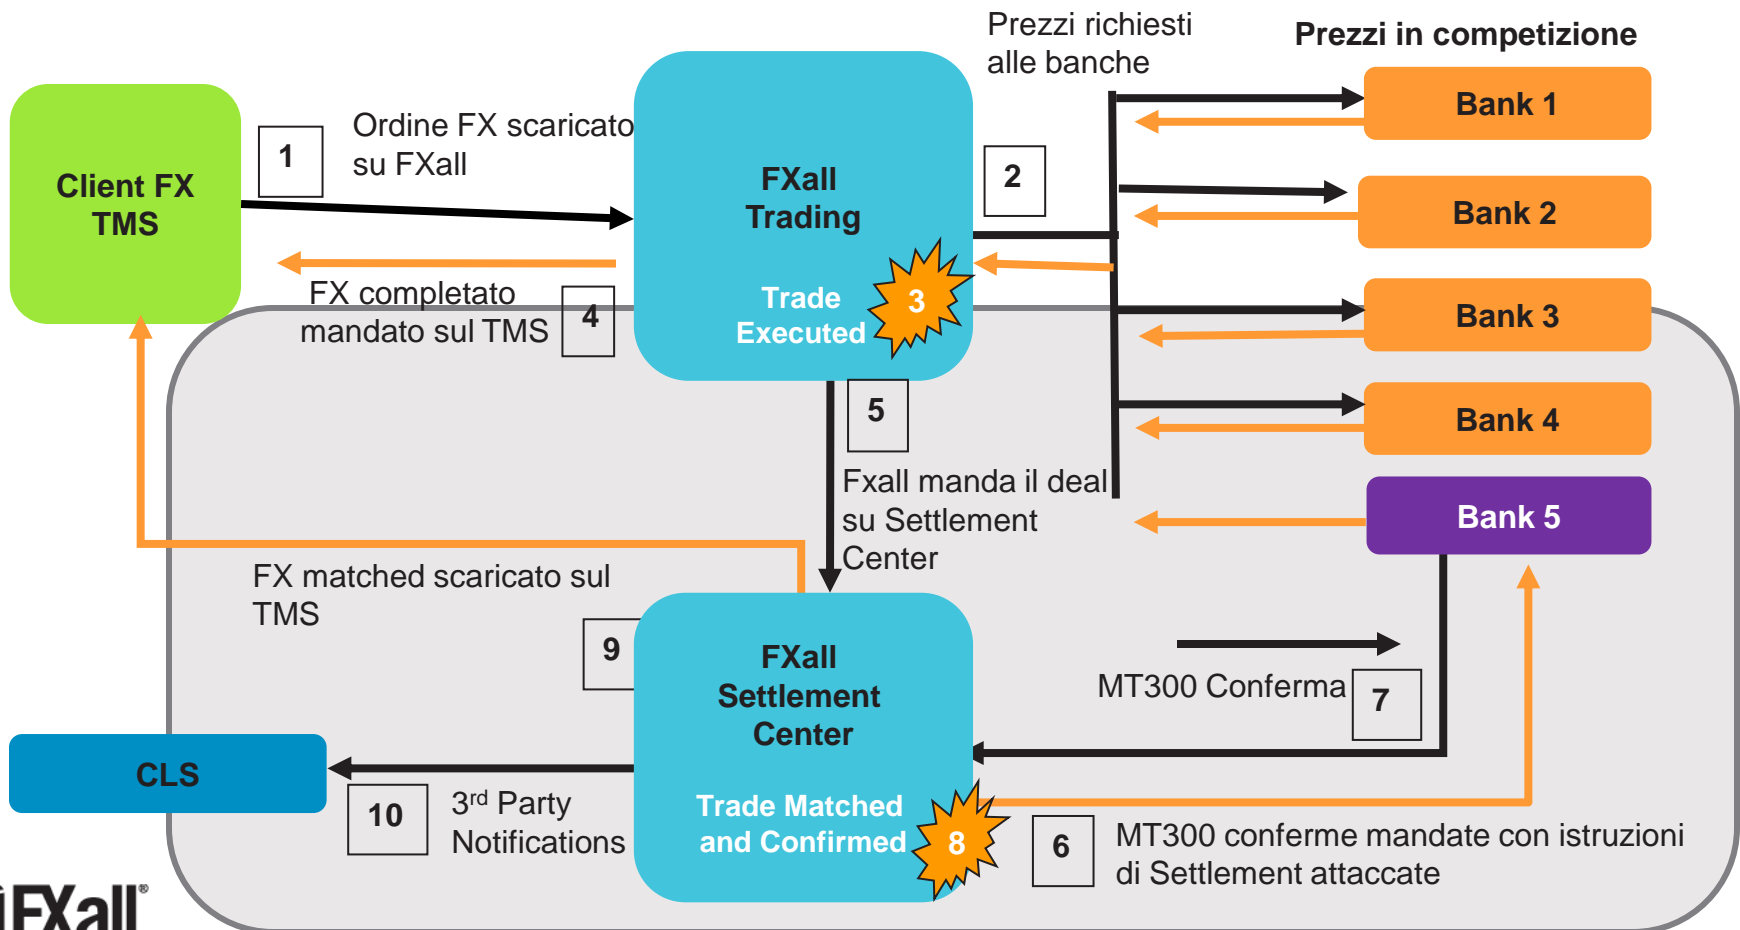 Prezzi richiesti
alle banche
Prezzi in competizione
Client FX
TMS
1
Ordine FX scaricato
su FXall
FXall
Trading
2
Bank 1
Bank 2
Bank 3
Bank 4
Bank 5
Trade
Executed
3
FX completato
mandato sul TMS
4
5
Fxall manda il deal
su Settlement
Center
FX matched scaricato sul
TMS
9
FXall
Settlement
Center
MT300 Conferma
7
CLS
10
3rd Party
Notifications
Trade Matched
and Confirmed
8
6
MT300 conferme mandate con istruzioni
di Settlement attaccate
FXall®